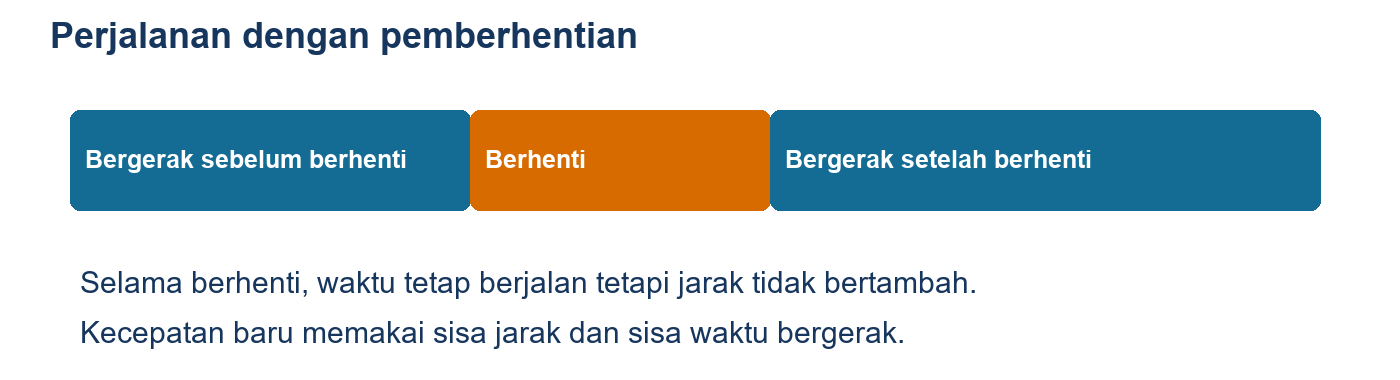 Perjalanan dengan pemberhentian
Bergerak sebelum berhenti
Berhenti
Bergerak setelah berhenti
Selama berhenti, waktu tetap berjalan tetapi jarak tidak bertambah.
Kecepatan baru memakai sisa jarak dan sisa waktu bergerak.